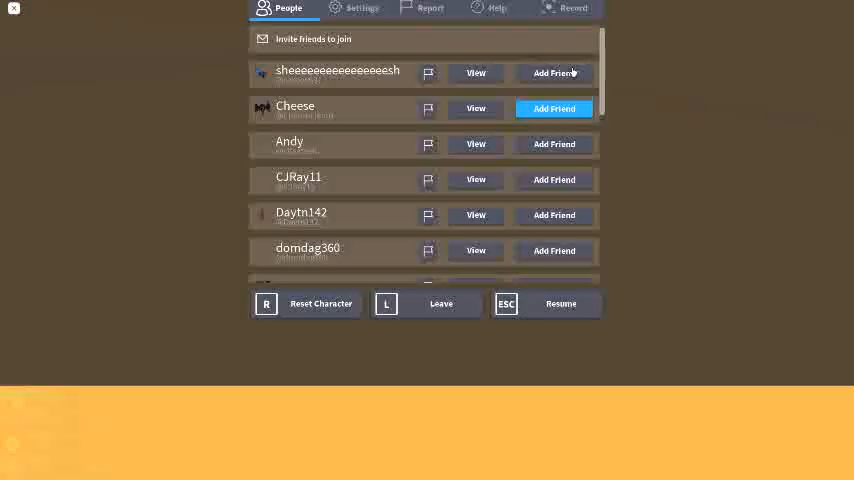 People Settings Report Help Record
Invite friends to join
sheeeeeeeeeeeeeeeesh View Add Friend
Cheese View Add Friend
Andy View Add Friend
CJRay11 View Add Friend
Daytn142 View Add Friend
domdag360 View Add Friend
R Reset Character L Leave ESC Resume